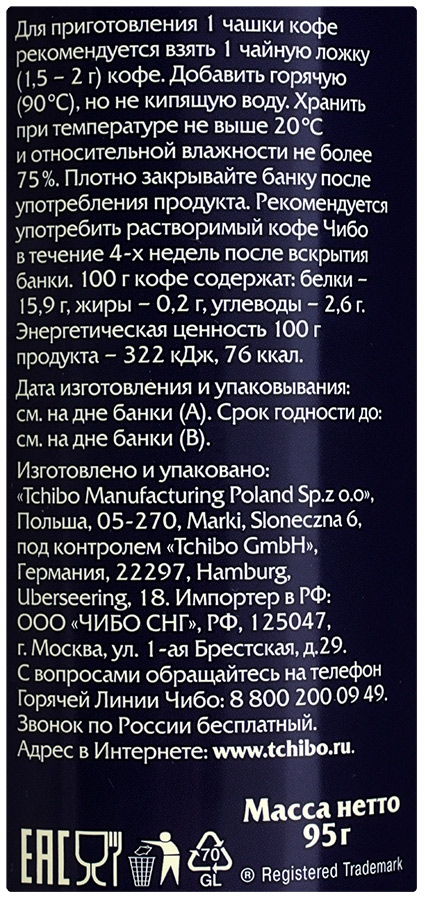 Для приготовления 1 чашки кофе
рекомендуется взять 1 чайную ложку
(1,5 – 2 г) кофе. Добавить горячую
(90°С), но не кипящую воду. Хранить
при температуре не выше 20°С
и относительной влажности не более
75%. Плотно закрывайте банку после
употребления продукта. Рекомендуется
употребить растворимый кофе Чибо
в течение 4-х недель после вскрытия
банки. 100 г кофе содержат: белки –
15,9 г, жиры – 0,2 г, углеводы – 2,6 г.
Энергетическая ценность 100 г
продукта – 322 кДж, 76 ккал.
Дата изготовления и упаковывания:
см. на дне банки (А). Срок годности до:
см. на дне банки (В).
Изготовлено и упаковано:
«Tchibo Manufacturing Poland Sp.z o.o»,
Польша, 05-270, Marki, Sloneczna 6,
под контролем «Tchibo GmbH»,
Германия, 22297, Hamburg,
Uberseering, 18. Импортер в РФ:
ООО «ЧИБО СНГ», РФ, 125047,
г. Москва, ул. 1-ая Брестская, д.29.
С вопросами обращайтесь на телефон
Горячей Линии Чибо: 8 800 200 09 49.
Звонок по России бесплатный.
Адрес в Интернете: www.tchibo.ru.
Масса нетто
95 г
EAC
70
GL
® Registered Trademark